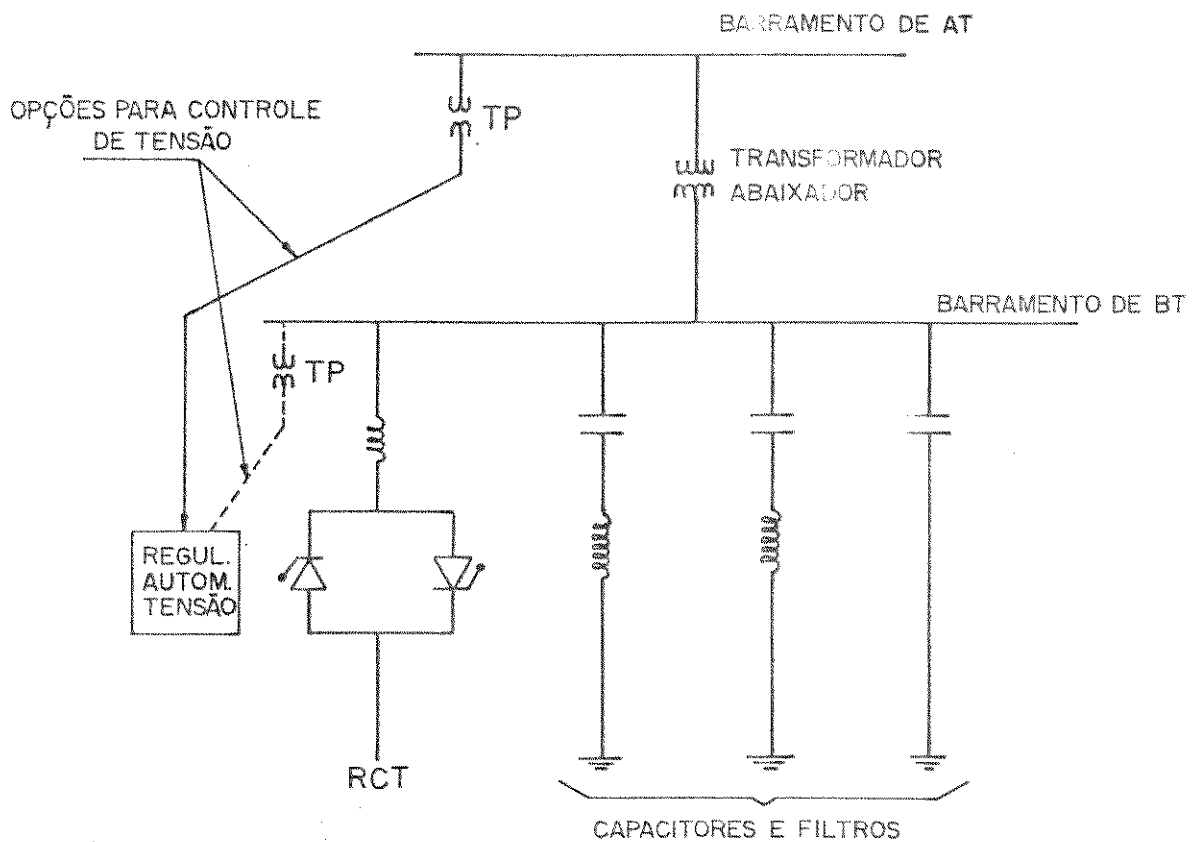 BARRAMENTO DE AT
OPÇÕES PARA CONTROLE
DE TENSÃO
TP
TRANSFORMADOR
ABAIXADOR
BARRAMENTO DE BT
TP
REGUL.
AUTOM.
TENSÃO
RCT
CAPACITORES E FILTROS